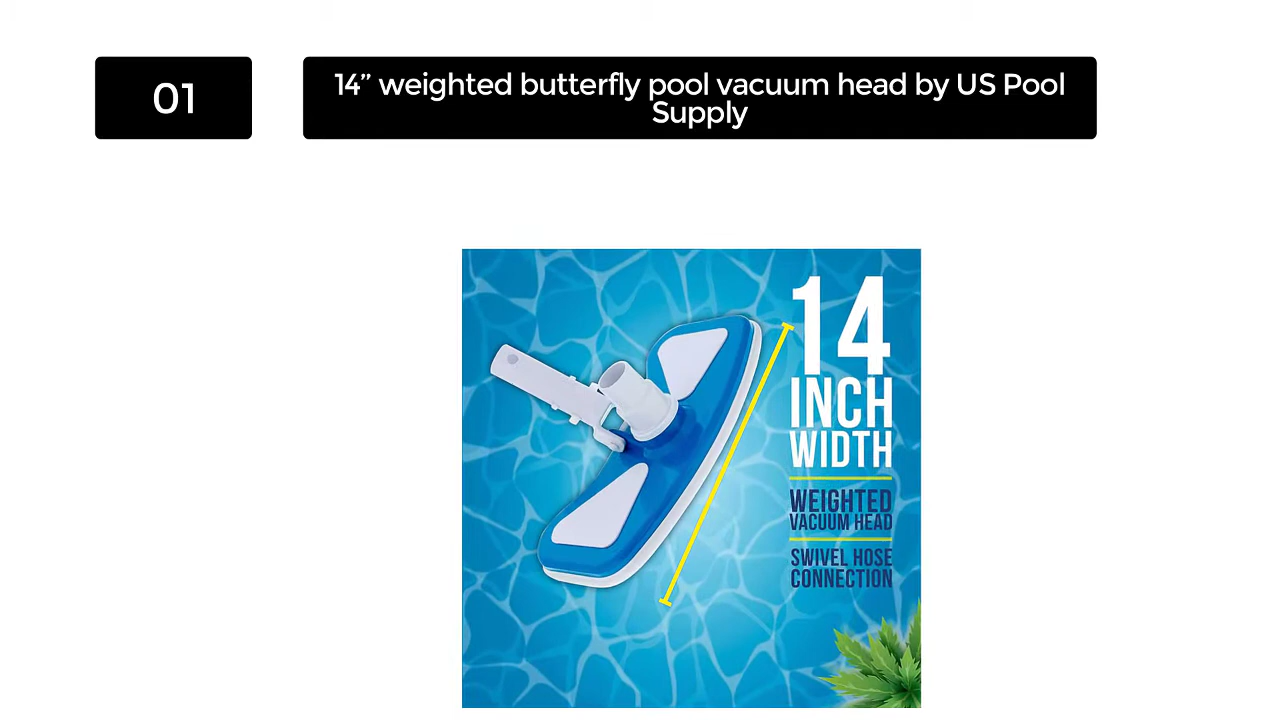 01
14” weighted butterfly pool vacuum head by US Pool
Supply
14
INCH
WIDTH
WEIGHTED
VACUUM HEAD
SWIVEL HOSE
CONNECTION